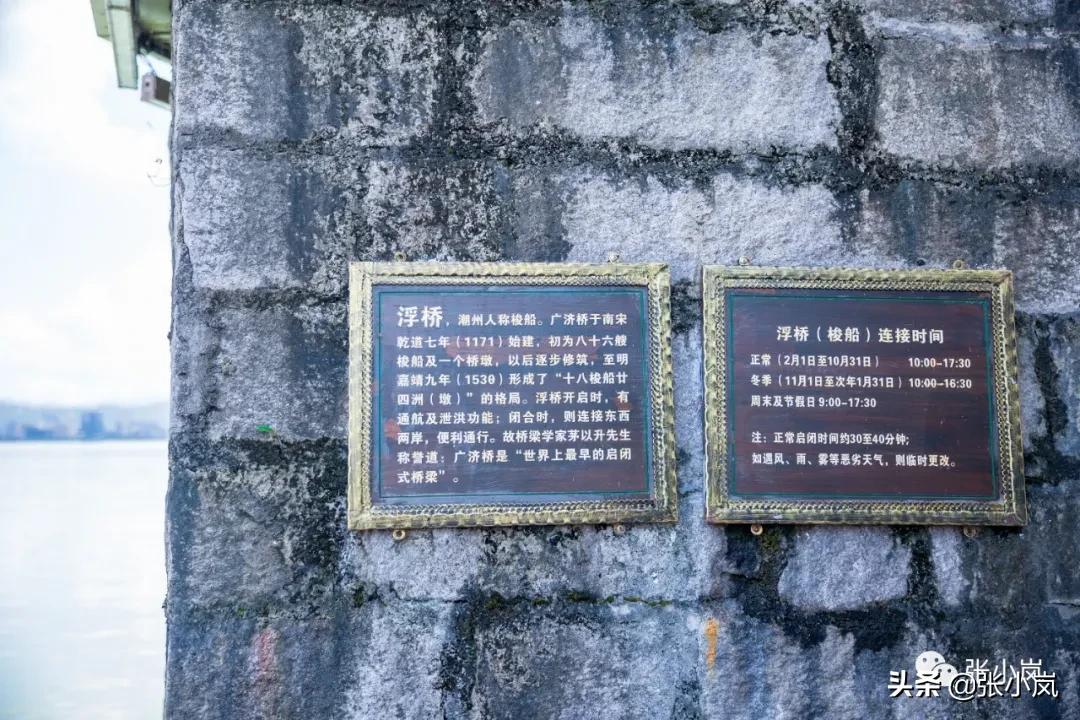 浮桥，潮州人称梭船。广济桥于南宋
乾道七年（1171）始建，初为八十六艘
梭船及一个桥墩，以后逐步修筑，至明
嘉靖九年（1530）形成了“十八梭船廿
四洲（墩）”的格局。浮桥开启时，有
通航及泄洪功能；闭合时，则连接东西
两岸，便利通行。故桥梁学家茅以升先生
称誉道：广济桥是“世界上最早的启闭
式桥梁”。
浮桥（梭船）连接时间
正常（2月1日至10月31日） 10:00-17:30
冬季（11月1日至次年1月31日）10:00-16:30
周末及节假日 9:00-17:30
注：正常启闭时间约30至40分钟；
如遇风、雨、雾等恶劣天气，则临时更改。
张小岚
头条 @张小岚